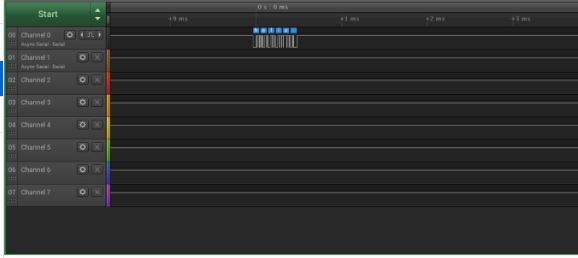 Start
0 s : 0 ms
+9 ms
+1 ms
+2 ms
+3 ms
00 Channel 0
Async Serial - Serial
h e l l o
01 Channel 1
Async Serial - Serial
02 Channel 2
03 Channel 3
04 Channel 4
05 Channel 5
06 Channel 6
07 Channel 7